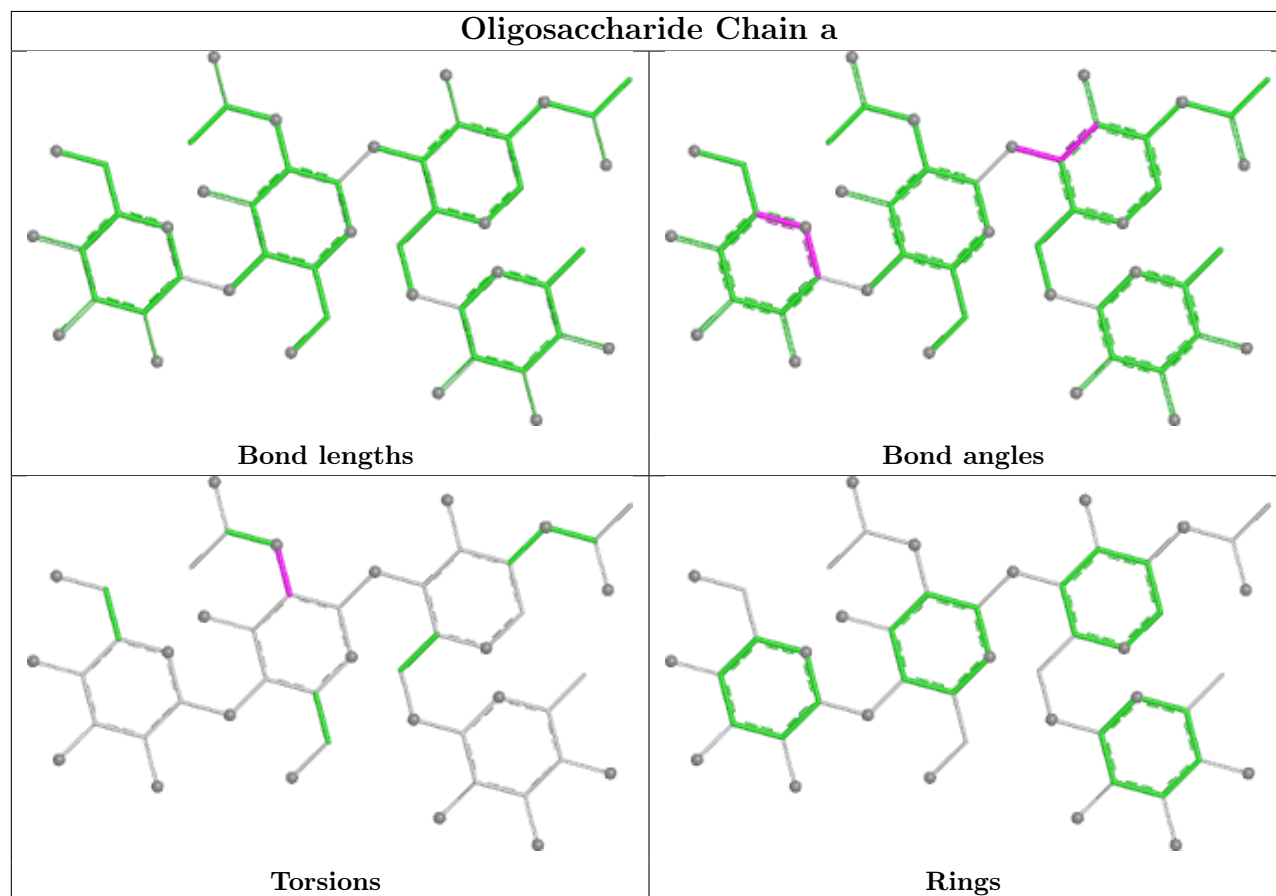 Oligosaccharide Chain a
Bond lengths
Bond angles
Torsions
Rings